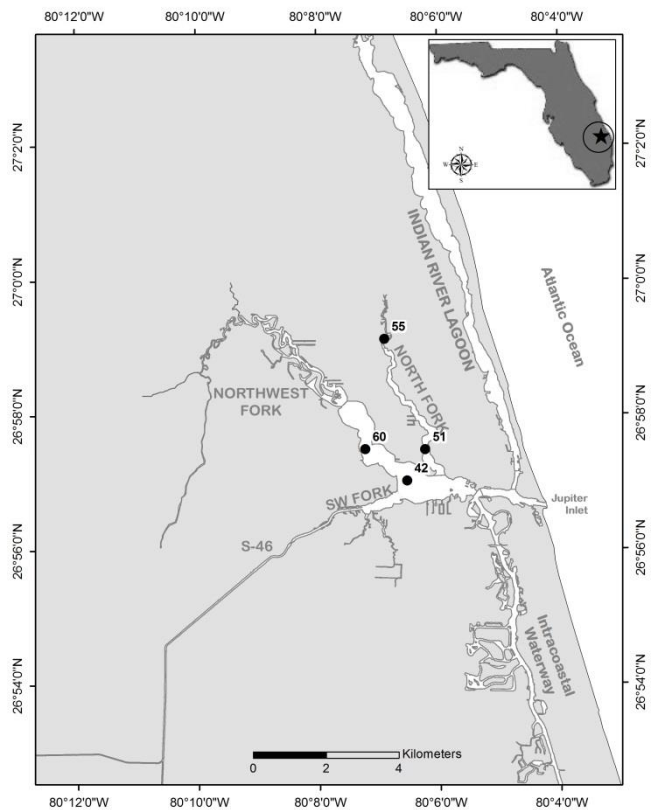 80°12'0"W 80°10'0"W 80°8'0"W 80°6'0"W 80°4'0"W
27°2'0"N
27°0'0"N
26°58'0"N
26°56'0"N
26°54'0"N
N
W E
S
INDIAN RIVER LAGOON
Atlantic Ocean
55
NORTH FORK
NORTHWEST
FORK
60
51
42
SW FORK
Jupiter
Inlet
S-46
Intracoastal
Waterway
Kilometers
0 2 4
27°2'0"N
27°0'0"N
26°58'0"N
26°56'0"N
26°54'0"N
80°12'0"W 80°10'0"W 80°8'0"W 80°6'0"W 80°4'0"W